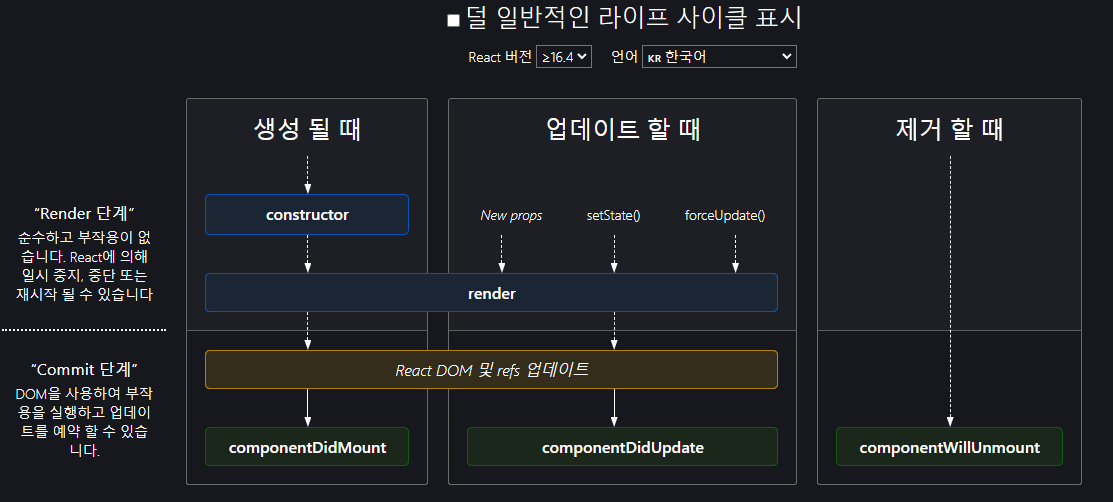 덜 일반적인 라이프 사이클 표시
React 버전 ≥16.4 언어 KR 한국어
생성 될 때
업데이트 할 때
제거 할 때
“Render 단계”
순수하고 부작용이 없
습니다. React에 의해
일시 중지, 중단 또는
재시작 될 수 있습니다
constructor
New props
setState()
forceUpdate()
render
“Commit 단계”
DOM을 사용하여 부작
용을 실행하고 업데이
트를 예약 할 수 있습
니다.
React DOM 및 refs 업데이트
componentDidMount
componentDidUpdate
componentWillUnmount